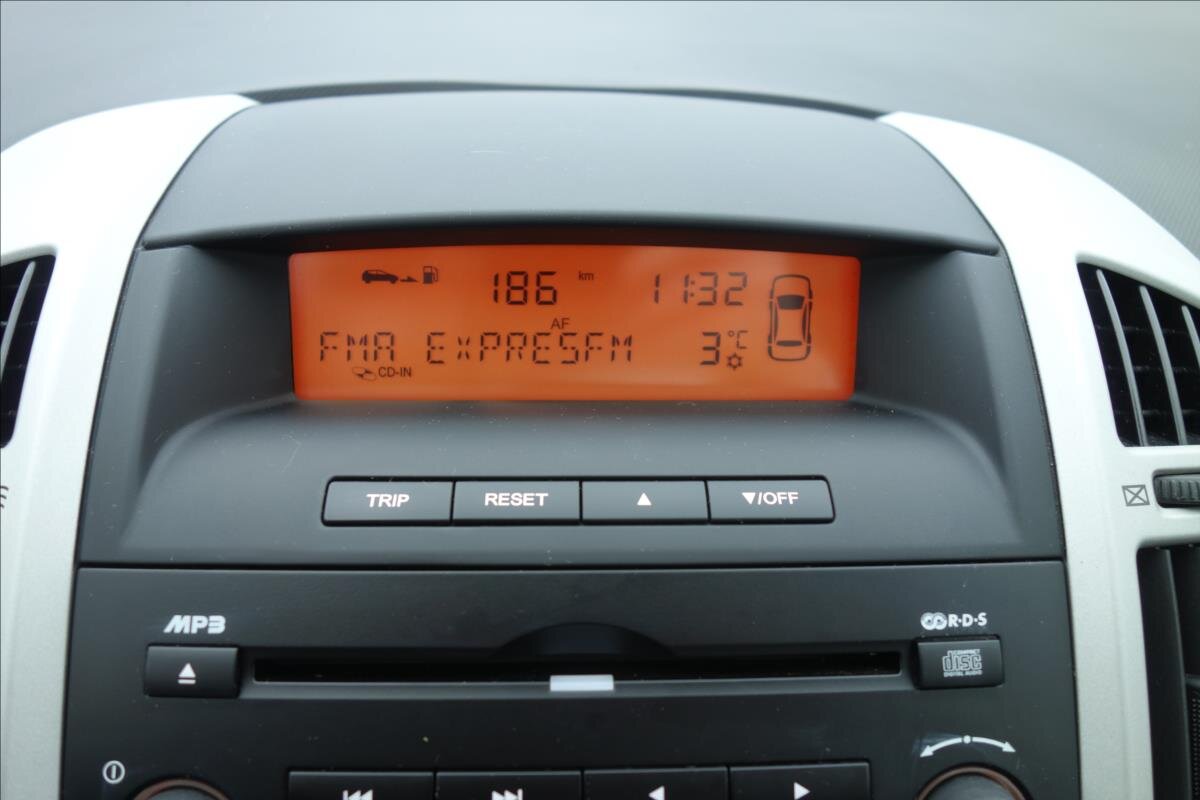 186 km 11:32
AF
FMA EXPRESFM 3°C
CD-IN
TRIP RESET ▲ ▼/OFF
MP3 R·D·S
COMPACT
disc
DIGITAL AUDIO